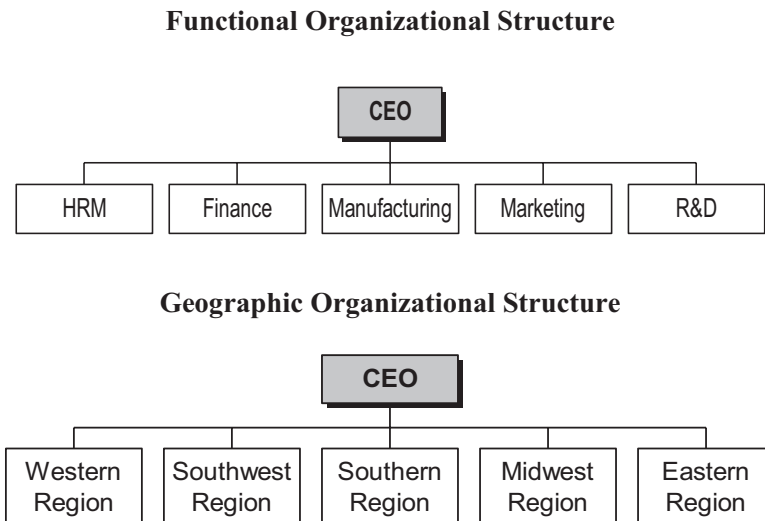 Functional Organizational Structure
CEO
HRM Finance Manufacturing Marketing R&D
Geographic Organizational Structure
CEO
Western Southwest Southern Midwest Eastern
Region Region Region Region Region